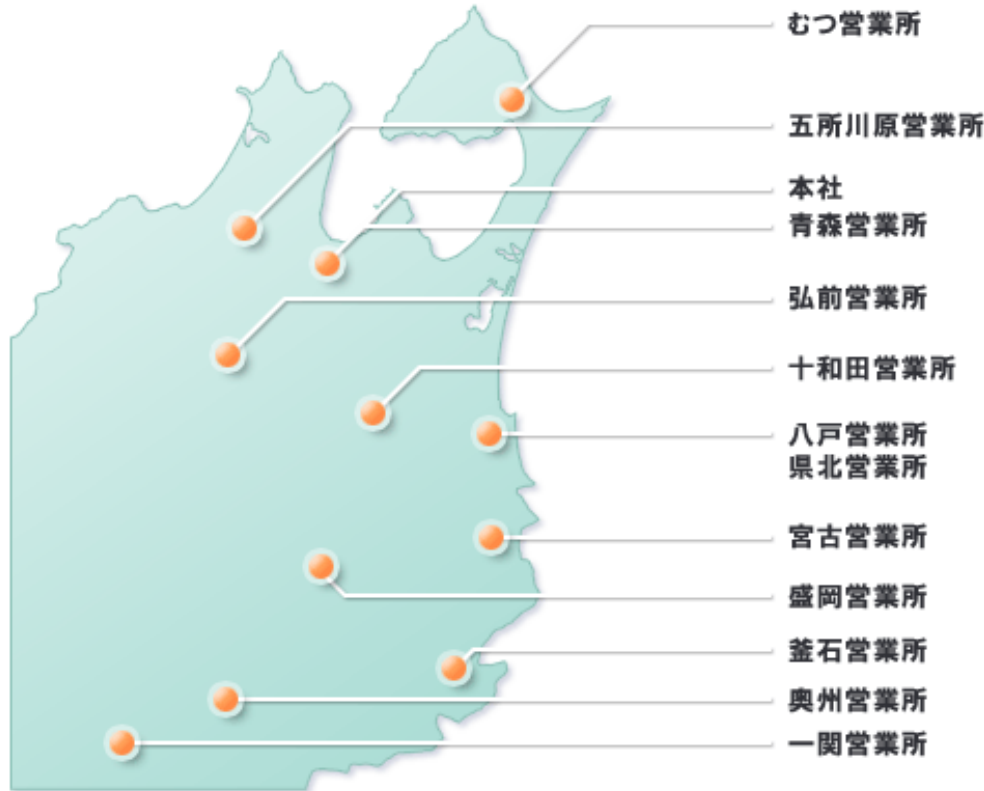 むつ営業所
五所川原営業所
本社
青森営業所
弘前営業所
十和田営業所
八戸営業所
県北営業所
宮古営業所
盛岡営業所
釜石営業所
奥州営業所
一関営業所